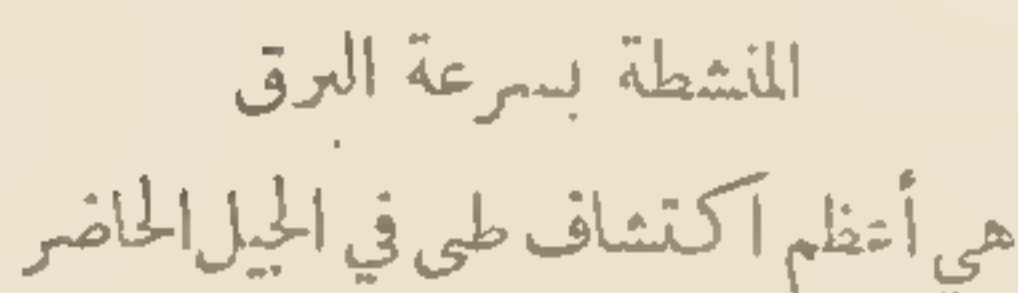 المنشطة بسرعة البرق
هي أعظم اكتشاف طبي في الجيل الحاضر